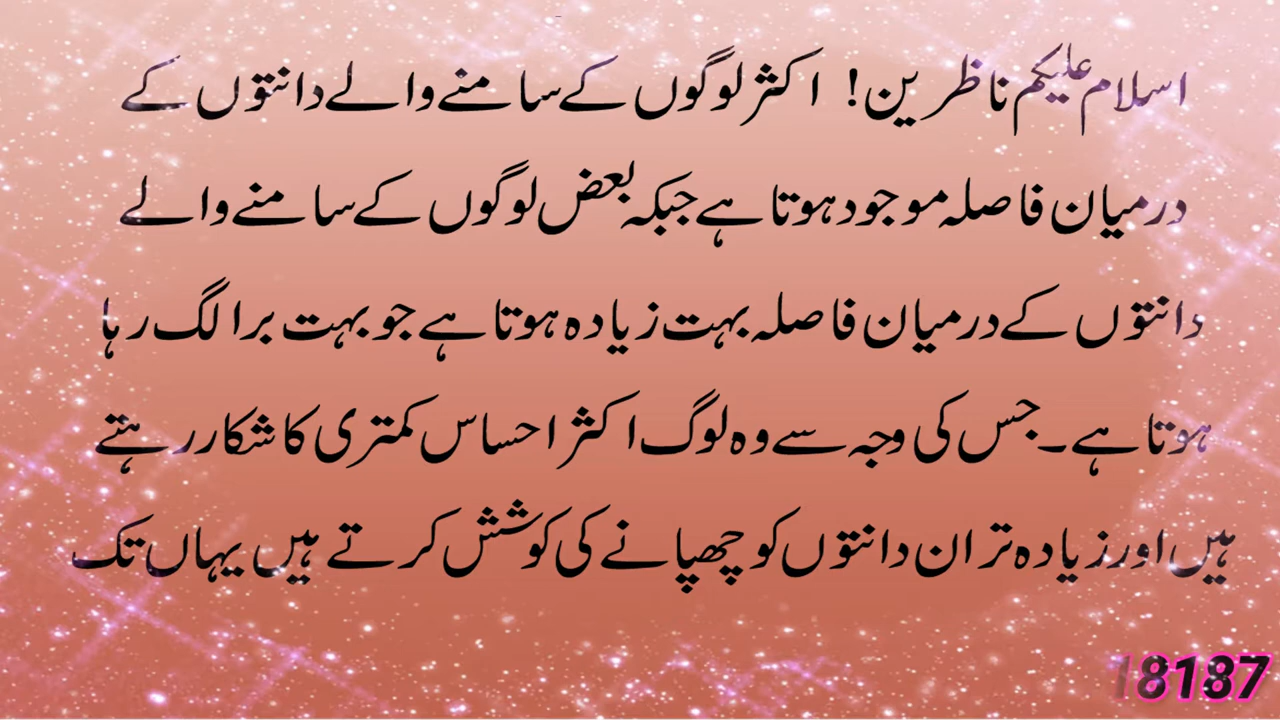 اسلام علیکم ناظرین! اکثر لوگوں کے سامنے والے دانتوں کے
درمیان فاصلہ موجود ہوتا ہے جبکہ بعض لوگوں کے سامنے والے
دانتوں کے درمیان فاصلہ بہت زیادہ ہوتا ہے جو بہت برا لگ رہا
ہوتا ہے۔ جس کی وجہ سے وہ لوگ اکثر احساس کمتری کا شکار رہتے
ہیں اور زیادہ تر ان دانتوں کو چھپانے کی کوشش کرتے ہیں یہاں تک
18187